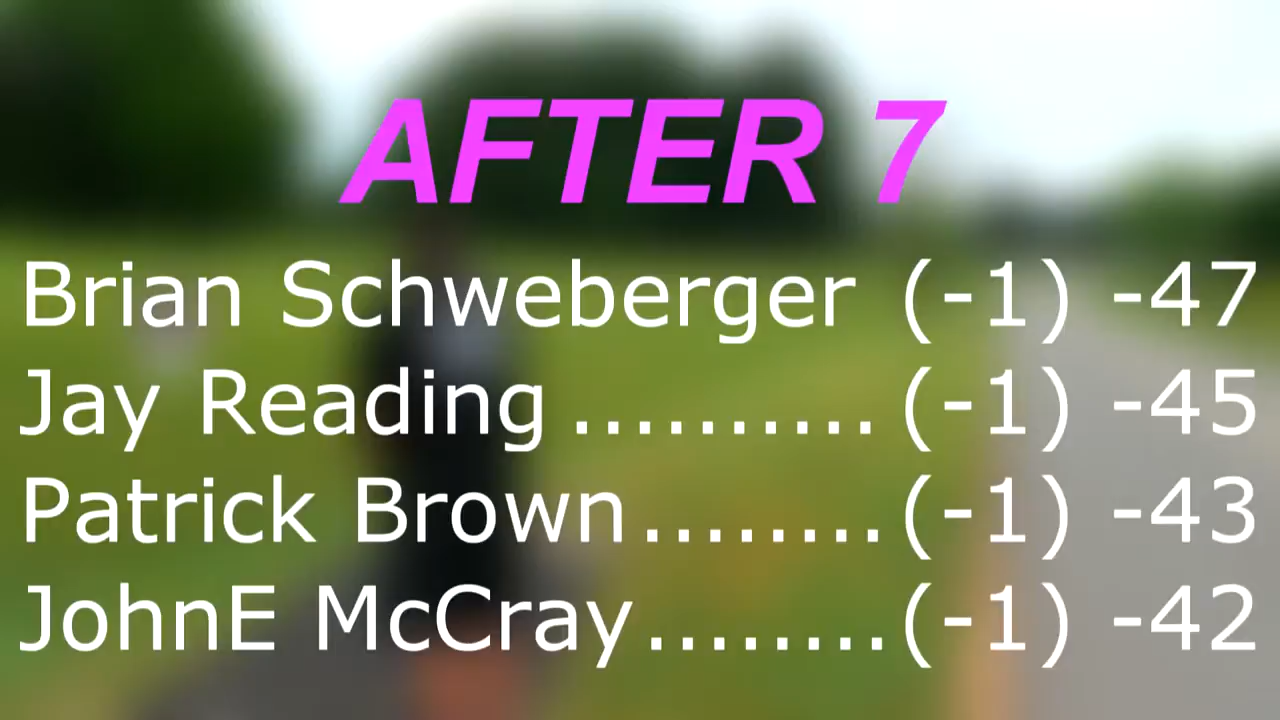 AFTER 7
Brian Schweberger (-1) -47
Jay Reading ..........(-1) -45
Patrick Brown ........(-1) -43
JohnE McCray ........(-1) -42